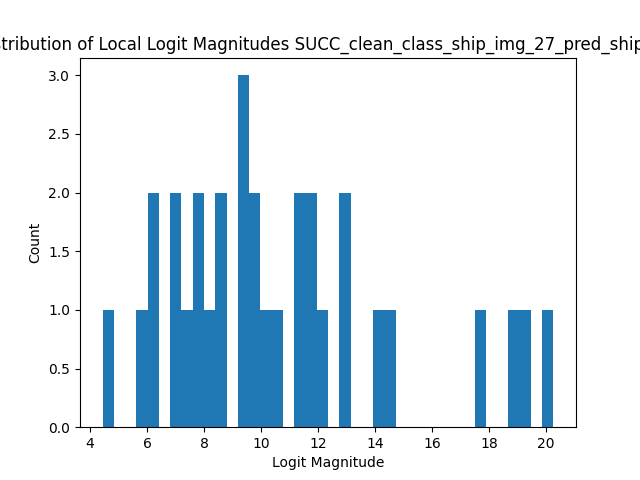 tribution of Local Logit Magnitudes SUCC_clean_class_ship_img_27_pred_ship
3.0
2.5
2.0
1.5
1.0
0.5
0.0
Count
4 6 8 10 12 14 16 18 20
Logit Magnitude